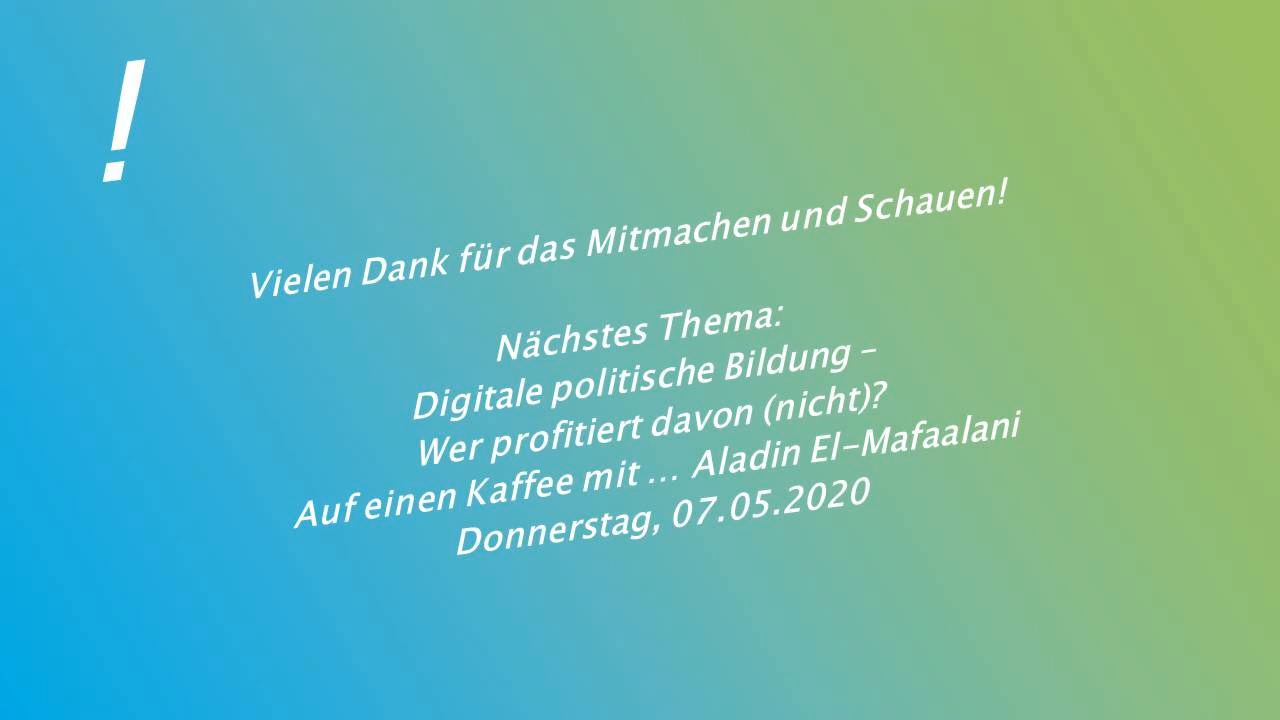 !
Vielen Dank für das Mitmachen und Schauen!
Nächstes Thema:
Digitale politische Bildung –
Wer profitiert davon (nicht)?
Auf einen Kaffee mit … Aladin El-Mafaalani
Donnerstag, 07.05.2020